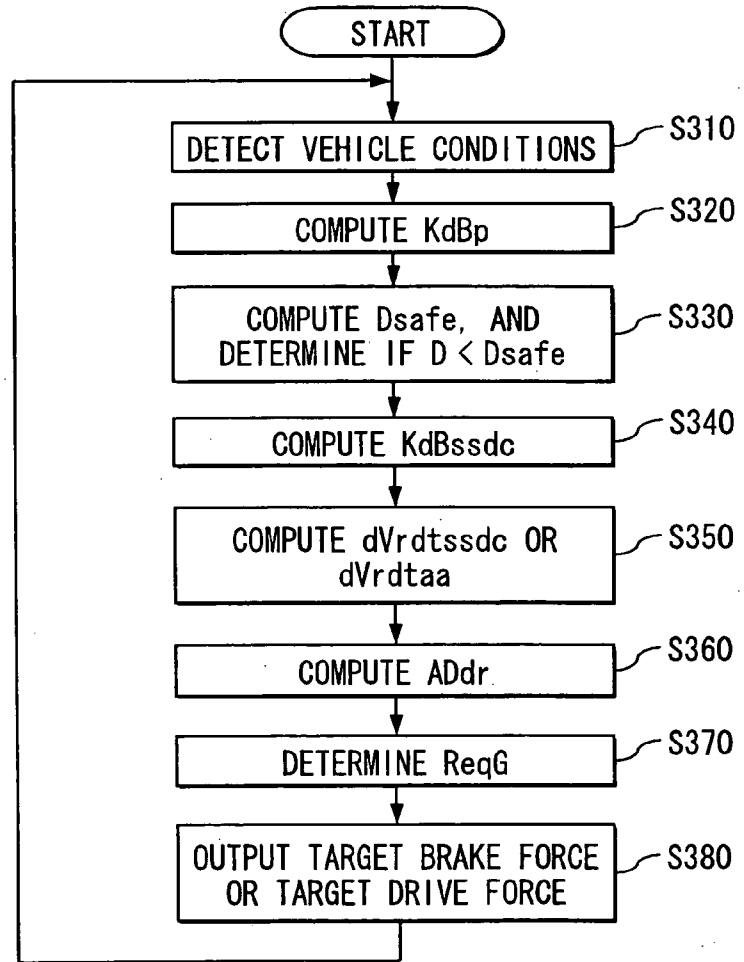 START
DETECT VEHICLE CONDITIONS
S310
COMPUTE KdBp
S320
COMPUTE Dsafe, AND
DETERMINE IF D < Dsafe
S330
COMPUTE KdBssdc
S340
COMPUTE dVrdtssdc OR
dVrdtaa
S350
COMPUTE ADdr
S360
DETERMINE ReqG
S370
OUTPUT TARGET BRAKE FORCE
OR TARGET DRIVE FORCE
S380